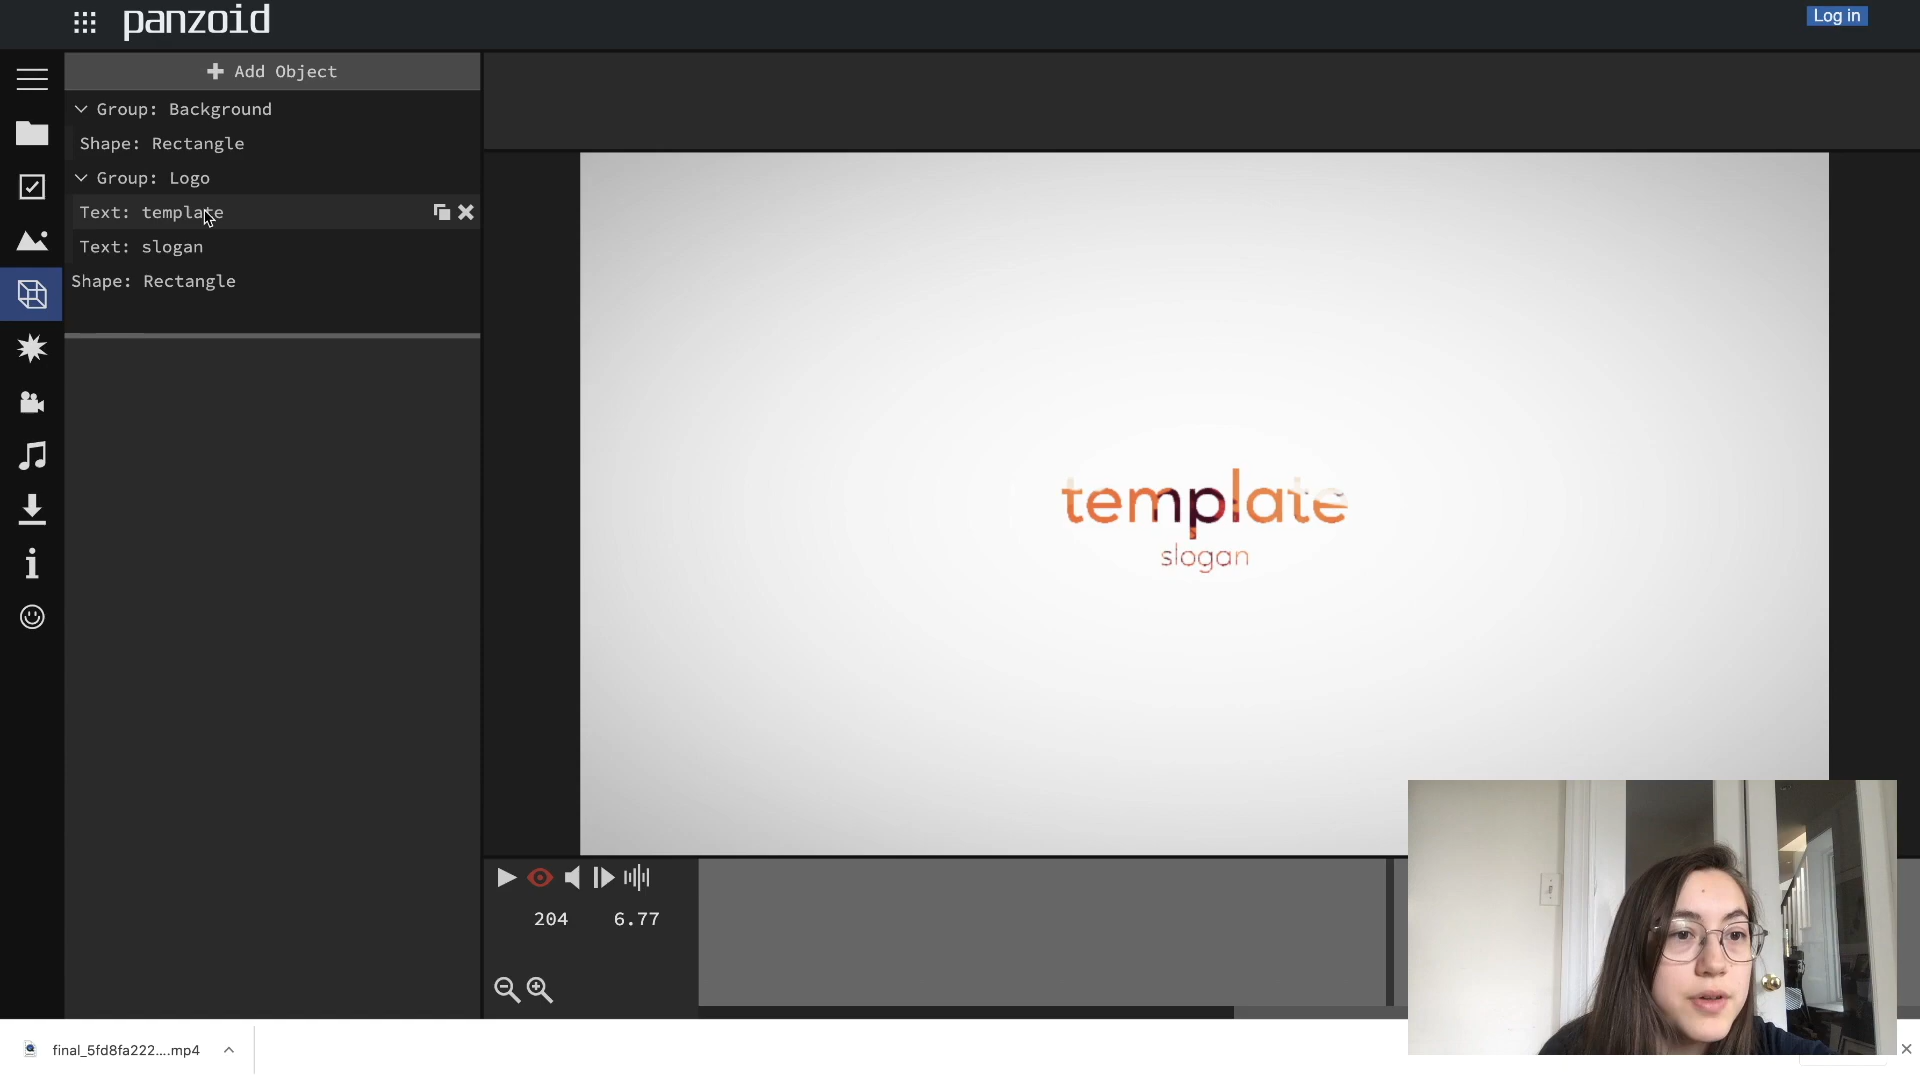 panzoid
Log in
Add Object
Group: Background
Shape: Rectangle
Group: Logo
Text: template
Text: slogan
Shape: Rectangle
template
slogan
204 6.77
final_5fd8fa222....mp4